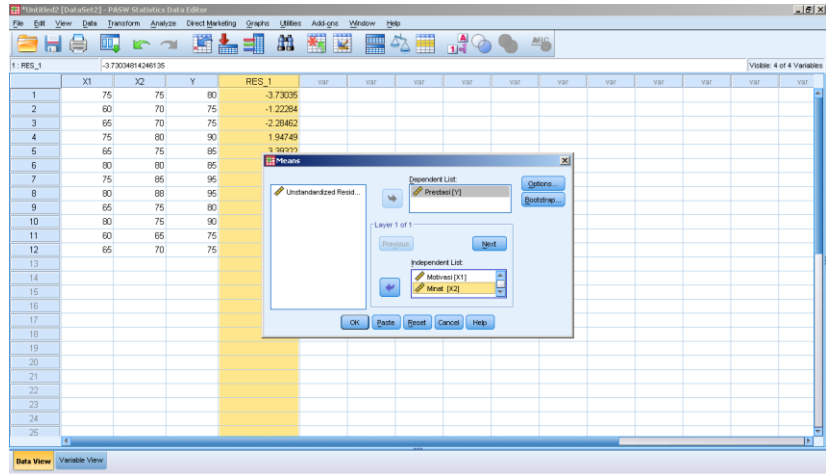 *Untitled2 [DataSet2] - PASW Statistics Data Editor
File Edit View Data Transform Analyze Direct Marketing Graphs Utilities Add-ons Window Help
1 : RES_1 -3.73034814246135 Visible: 4 of 4 Variables
X1 X2 Y RES_1 var var var var var var var var var var var
1 75 75 80 -3.73035
2 60 70 75 -1.22284
3 65 70 75 -2.28462
4 75 80 90 1.94749
5 65 75 85 3.39322
6 80 80 85
7 75 85 95
8 80 88 95
9 65 75 80
10 80 75 90
11 60 65 75
12 65 70 75
13
14
15
16
17
18
19
20
21
22
23
24
25
Means
Unstandardized Resid...
Dependent List:
Prestasi [Y]
Options...
Bootstrap...
Layer 1 of 1
Previous Next
Independent List:
Motivasi [X1]
Minat [X2]
OK Paste Reset Cancel Help
Data View Variable View